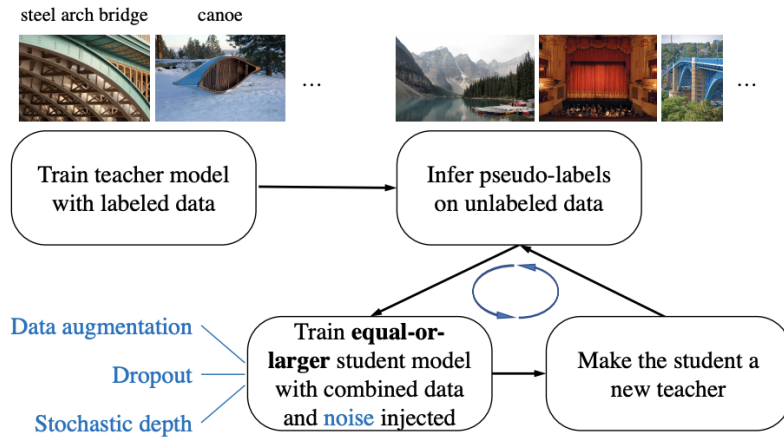 steel arch bridge
canoe
...
...
Train teacher model
with labeled data
Infer pseudo-labels
on unlabeled data
Data augmentation
Dropout
Stochastic depth
Train equal-or-
larger student model
with combined data
and noise injected
Make the student a
new teacher